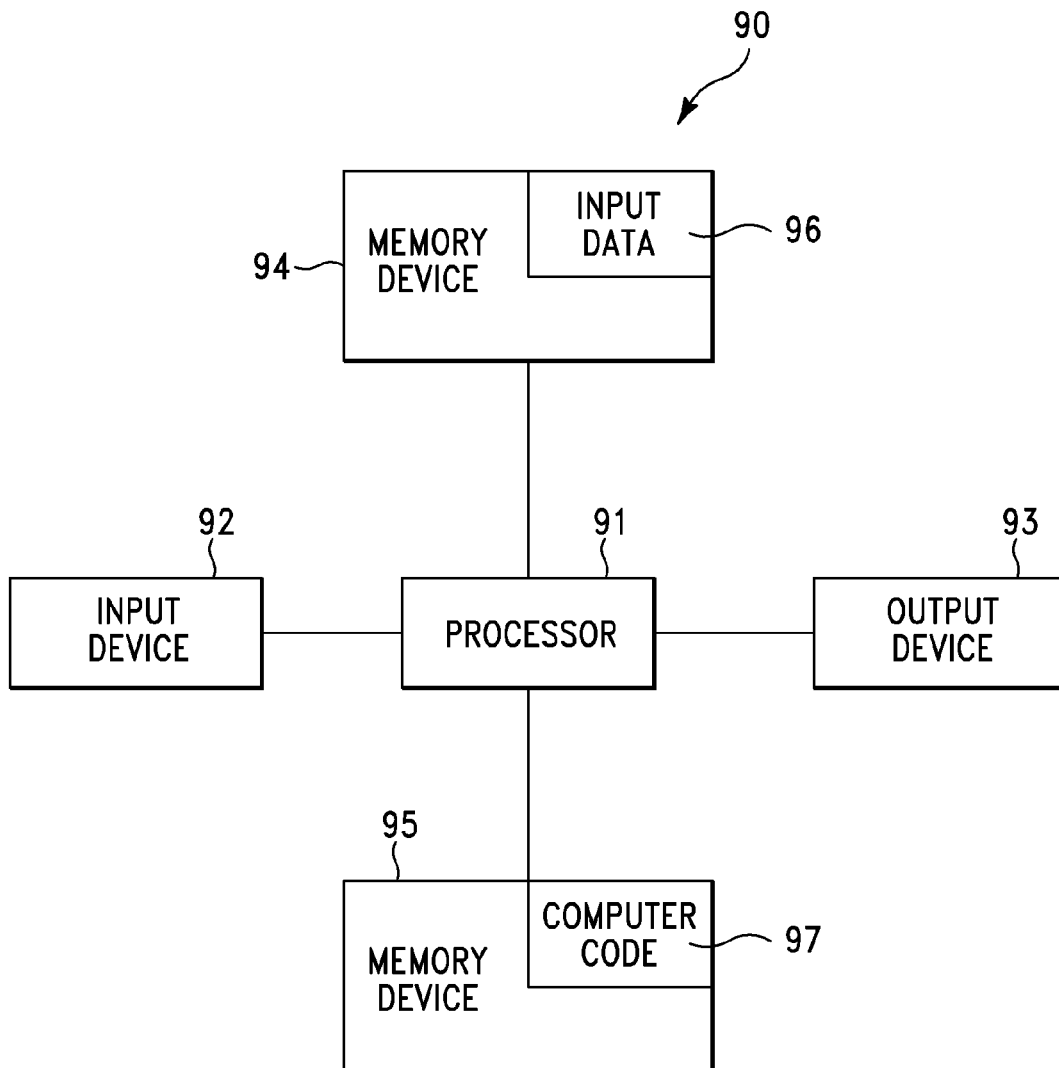 90
INPUT
DATA
96
MEMORY
DEVICE
94
92
91
93
INPUT
DEVICE
PROCESSOR
OUTPUT
DEVICE
95
COMPUTER
CODE
97
MEMORY
DEVICE